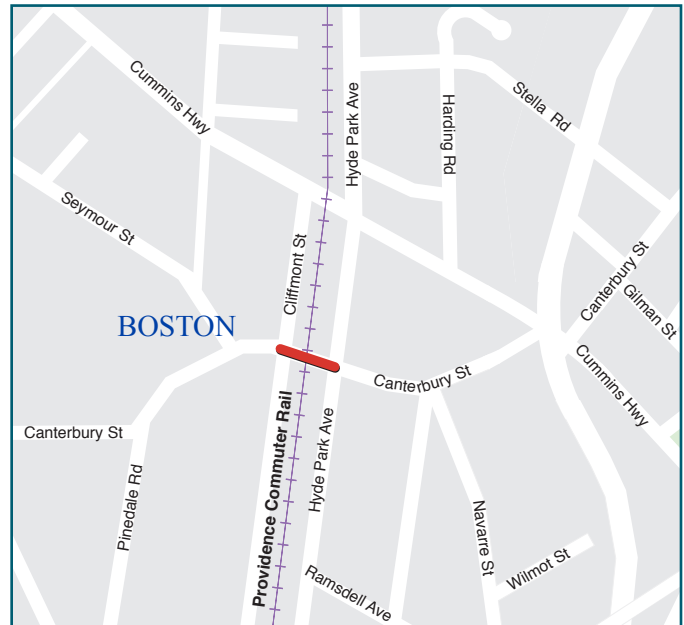 Cummins Hwy
Hyde Park Ave
Harding Rd
Stella Rd
Seymour St
Cliffmont St
Canterbury St
Gilman St
BOSTON
Canterbury St
Cummins Hwy
Canterbury St
Providence Commuter Rail
Hyde Park Ave
Pinedale Rd
Navarre St
Wilmot St
Ramsdell Ave